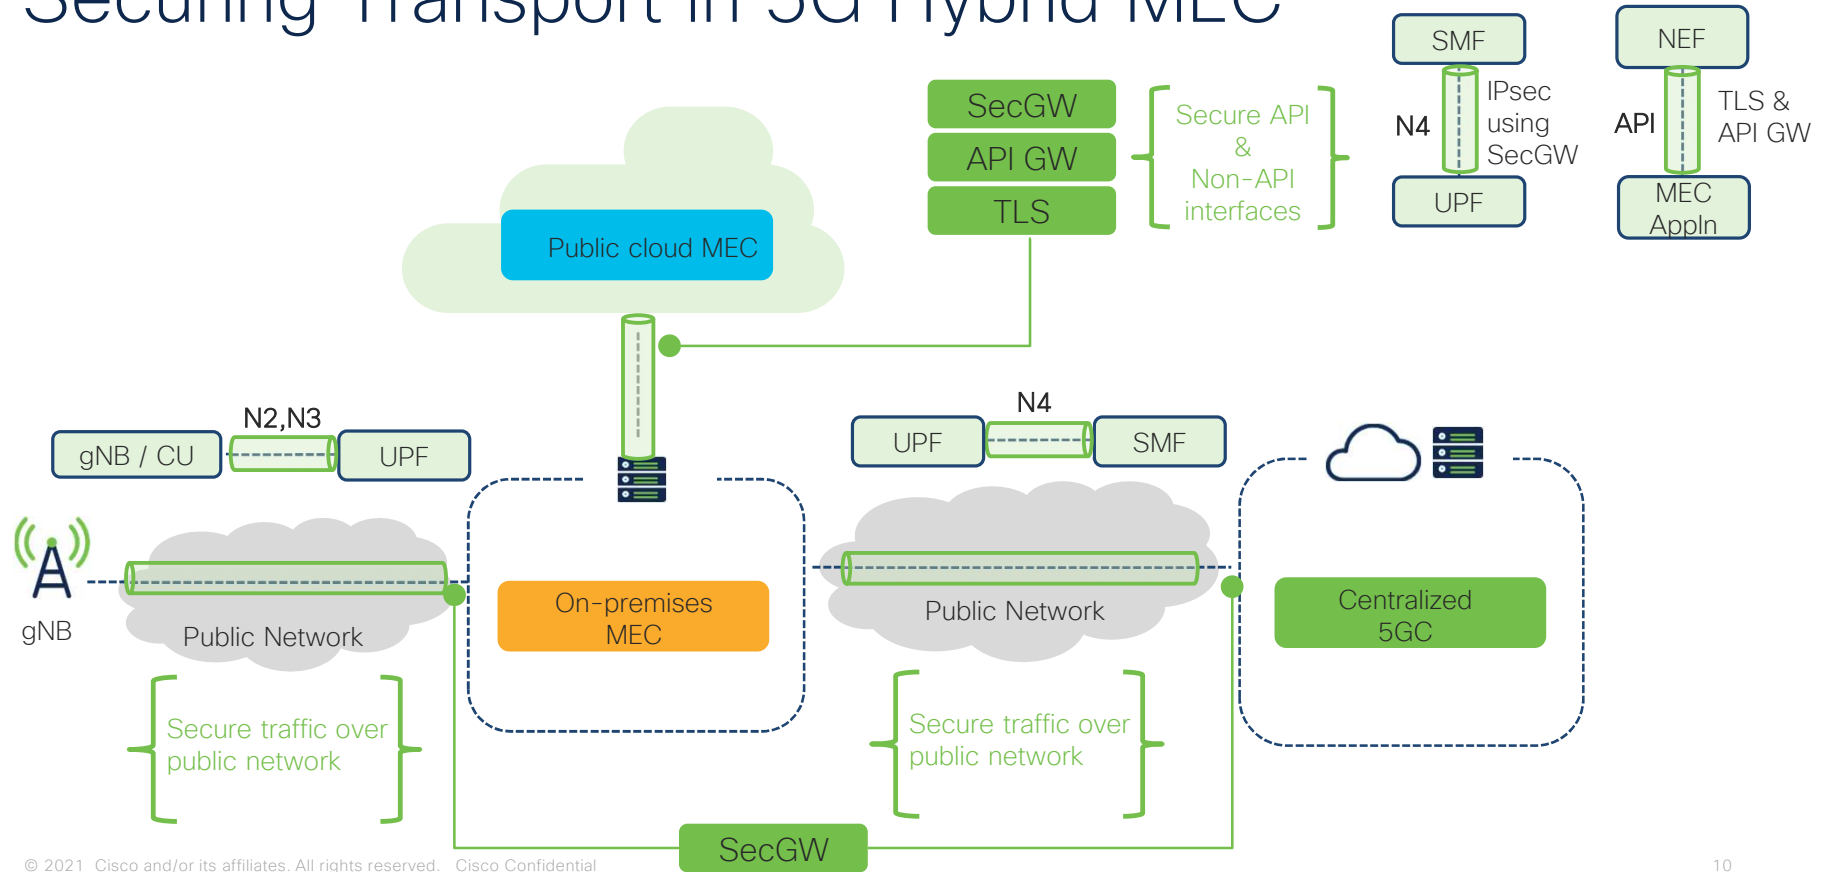 Securing Transport in 5G Hybrid MEC
SMF
NEF
SecGW
API GW
TLS
Secure API
&
Non-API
interfaces
N4
IPsec
using
SecGW
API
TLS &
API GW
UPF
MEC
Appln
Public cloud MEC
N2,N3
gNB / CU
UPF
N4
UPF
SMF
gNB
Public Network
On-premises
MEC
Public Network
Centralized
5GC
Secure traffic over
public network
Secure traffic over
public network
SecGW
© 2021 Cisco and/or its affiliates. All rights reserved. Cisco Confidential
10